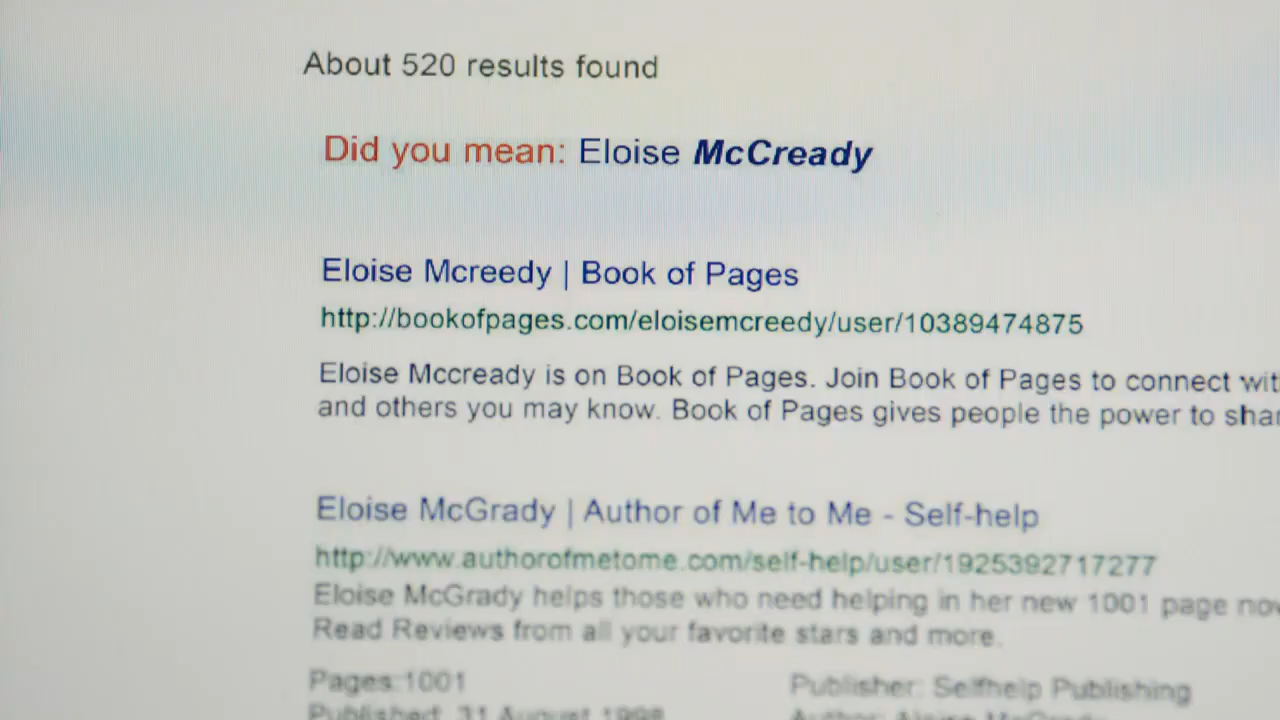 About 520 results found
Did you mean: Eloise McCready
Eloise Mcreedy | Book of Pages
http://bookofpages.com/eloisemcreedy/user/10389474875
Eloise Mccready is on Book of Pages. Join Book of Pages to connect wit
and others you may know. Book of Pages gives people the power to shar
Eloise McGrady | Author of Me to Me - Self-help
http://www.authorofmetome.com/self-help/user/1925392717277
Eloise McGrady helps those who need helping in her new 1001 page nov
Read Reviews from all your favorite stars and more.
Pages:1001
Publisher: Selfhelp Publishing
Published: 31 August 1998